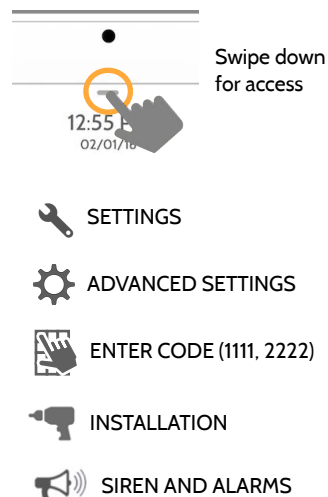 Swipe down
for access
12:55 P
02/01/18
SETTINGS
ADVANCED SETTINGS
ENTER CODE (1111, 2222)
INSTALLATION
SIREN AND ALARMS